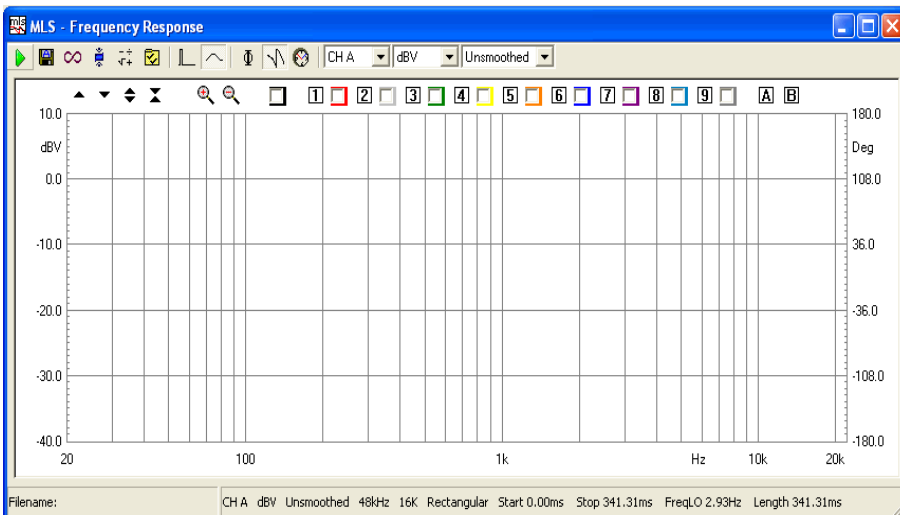 MLS - Frequency Response
CH A dBV Unsmoothed
1 2 3 4 5 6 7 8 9 A B
10.0 180.0
dBV Deg
0.0 108.0
-10.0 36.0
-20.0 -36.0
-30.0 -108.0
-40.0 -180.0
20 100 1k Hz 10k 20k
Filename: CH A dBV Unsmoothed 48kHz 16K Rectangular Start 0.00ms Stop 341.31ms FreqLO 2.93Hz Length 341.31ms